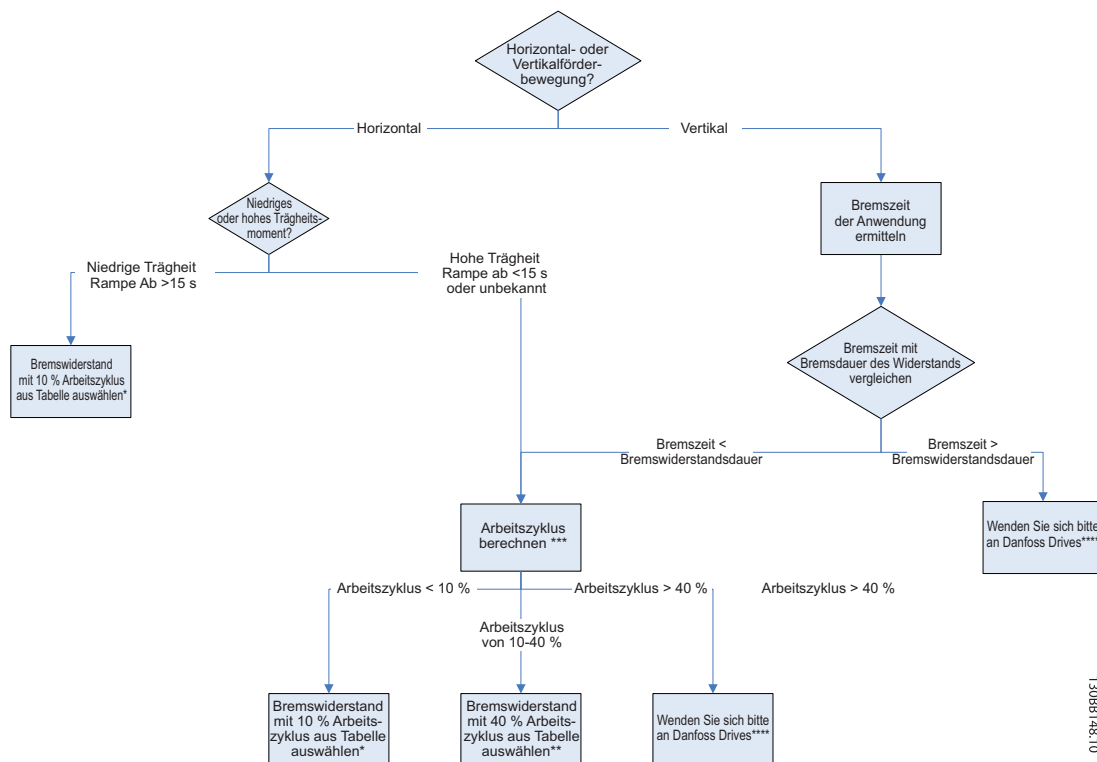 Horizontal- oder
Vertikalförder-
bewegung?
Horizontal
Vertikal
Niedriges
oder hohes Trägheits-
moment?
Bremszeit
der Anwendung
ermitteln
Niedrige Trägheit
Rampe Ab >15 s
Hohe Trägheit
Rampe ab <15 s
oder unbekannt
Bremswiderstand
mit 10 % Arbeitszyklus
aus Tabelle auswählen*
Bremszeit mit
Bremsdauer des Widerstands
vergleichen
Bremszeit <
Bremswiderstandsdauer
Bremszeit >
Bremswiderstandsdauer
Arbeitszyklus
berechnen ***
Wenden Sie sich bitte
an Danfoss Drives****
Arbeitszyklus < 10 %
Arbeitszyklus > 40 %
Arbeitszyklus > 40 %
Arbeitszyklus
von 10-40 %
Bremswiderstand
mit 10 % Arbeits-
zyklus aus Tabelle
auswählen*
Bremswiderstand
mit 40 % Arbeits-
zyklus aus Tabelle
auswählen**
Wenden Sie sich bitte
an Danfoss Drives****
130BB148.10